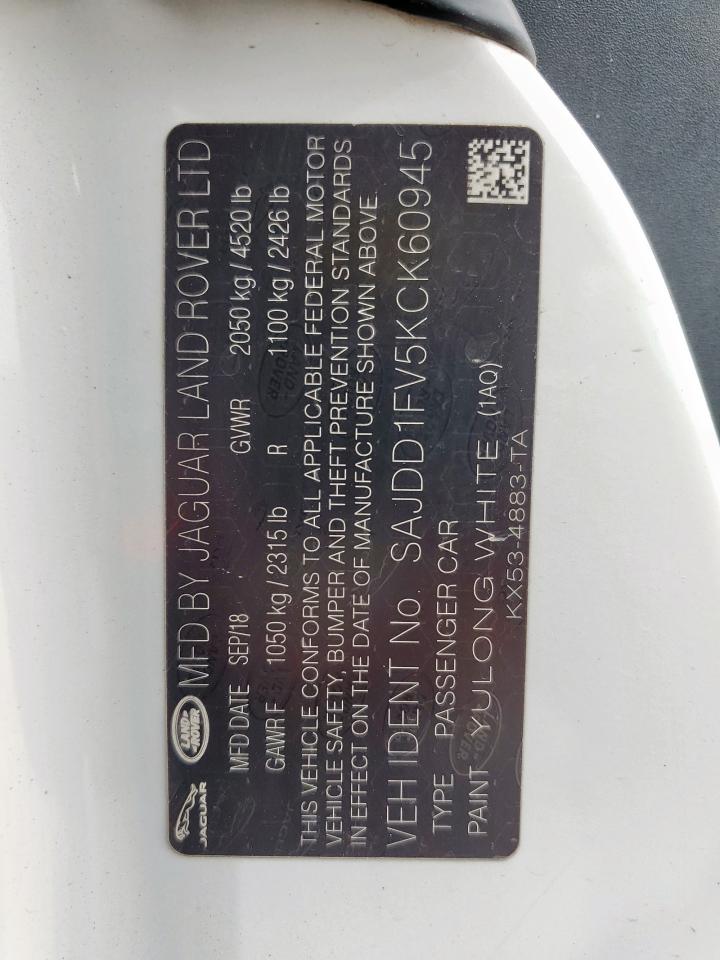 JAGUAR
LAND ROVER
MFD BY JAGUAR LAND ROVER LTD
MFD DATE SEP/18 GVWR 2050 kg / 4520 lb
GAWR F 1050 kg / 2315 lb R 1100 kg / 2426 lb
THIS VEHICLE CONFORMS TO ALL APPLICABLE FEDERAL MOTOR
VEHICLE SAFETY, BUMPER AND THEFT PREVENTION STANDARDS
IN EFFECT ON THE DATE OF MANUFACTURE SHOWN ABOVE
VEH IDENT No. SAJDD1FV5KCK60945
TYPE PASSENGER CAR
PAINT YULONG WHITE (1AQ)
KX53-4883-TA